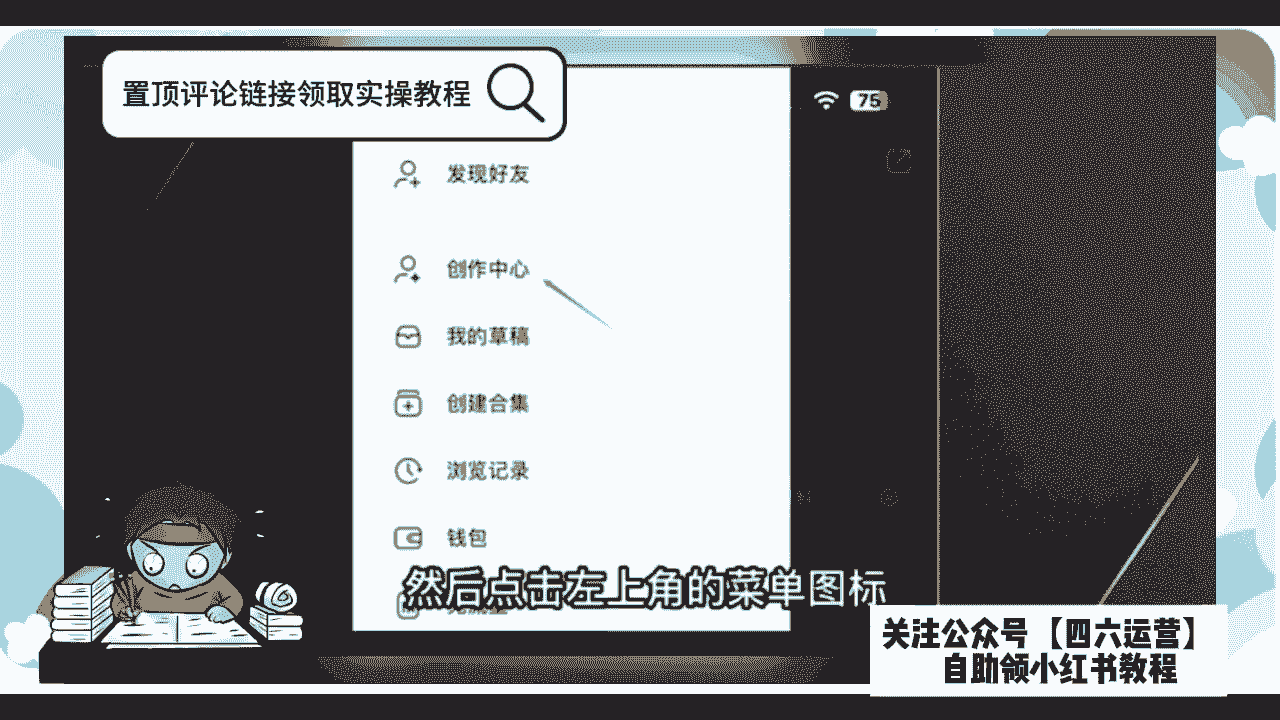 置顶评论链接领取实操教程
75
发现好友
创作中心
我的草稿
创建合集
浏览记录
钱包
然后点击左上角的菜单图标
关注公众号【四六运营】
自助领小红书教程